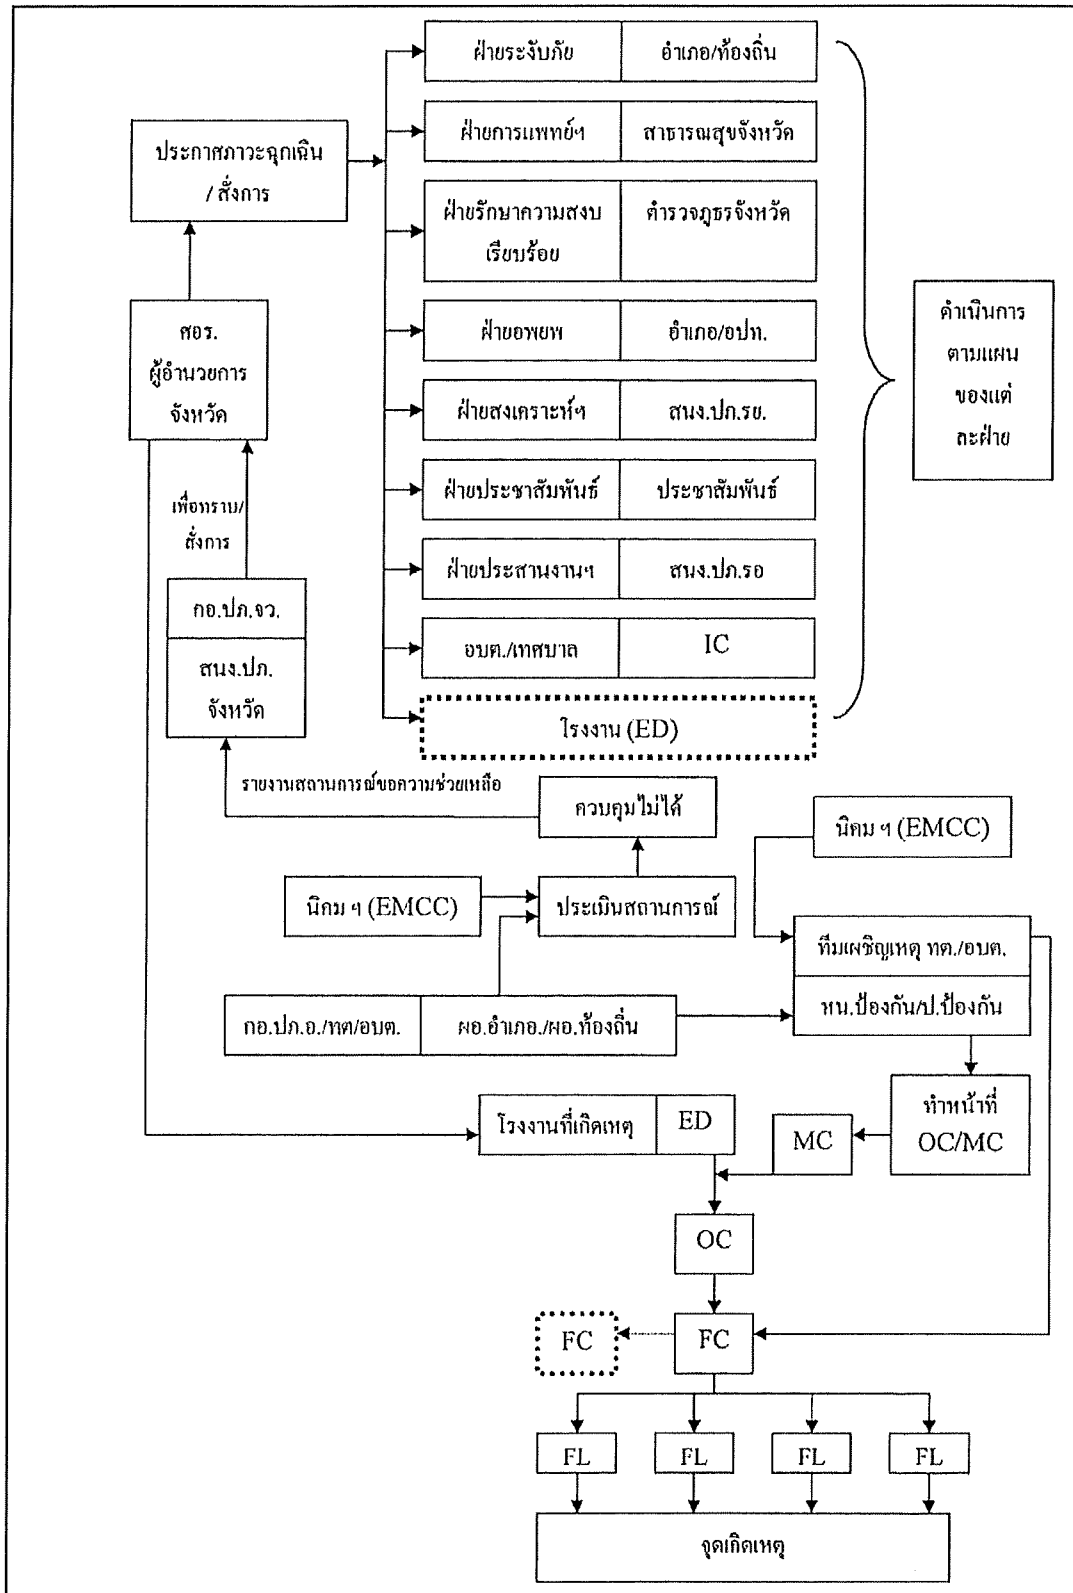 ฝ่ายระงับภัย
อำเภอ/ท้องถิ่น
ฝ่ายการแพทย์ฯ
สาธารณสุขจังหวัด
ประกาศภาวะฉุกเฉิน
/ สั่งการ
ฝ่ายรักษาความสงบ
เรียบร้อย
ตำรวจภูธรจังหวัด
ศอร.
ผู้อำนวยการ
จังหวัด
ฝ่ายอพยพ
อำเภอ/อปท.
ดำเนินการ
ตามแผน
ของแต่
ละฝ่าย
ฝ่ายสงเคราะห์ฯ
สนง.ปภ.รย.
ฝ่ายประชาสัมพันธ์
ประชาสัมพันธ์
เพื่อทราบ/
สั่งการ
ฝ่ายประสานงานฯ
สนง.ปภ.รอ
กอ.ปภ.จว.
สนง.ปภ.
จังหวัด
อบต./เทศบาล
IC
โรงงาน (ED)
รายงานสถานการณ์ขอความช่วยเหลือ
ควบคุมไม่ได้
นิคม ฯ (EMCC)
นิคม ฯ (EMCC)
ประเมินสถานการณ์
ทีมเผชิญเหตุ ทต./อบต.
หน.ป้องกัน/ป.ป้องกัน
กอ.ปภ.อ./ทต/อบต.
ผอ.อำเภอ./ผอ.ท้องถิ่น
ทำหน้าที่
OC/MC
โรงงานที่เกิดเหตุ
ED
MC
OC
FC
FC
FL
FL
FL
FL
จุดเกิดเหตุ